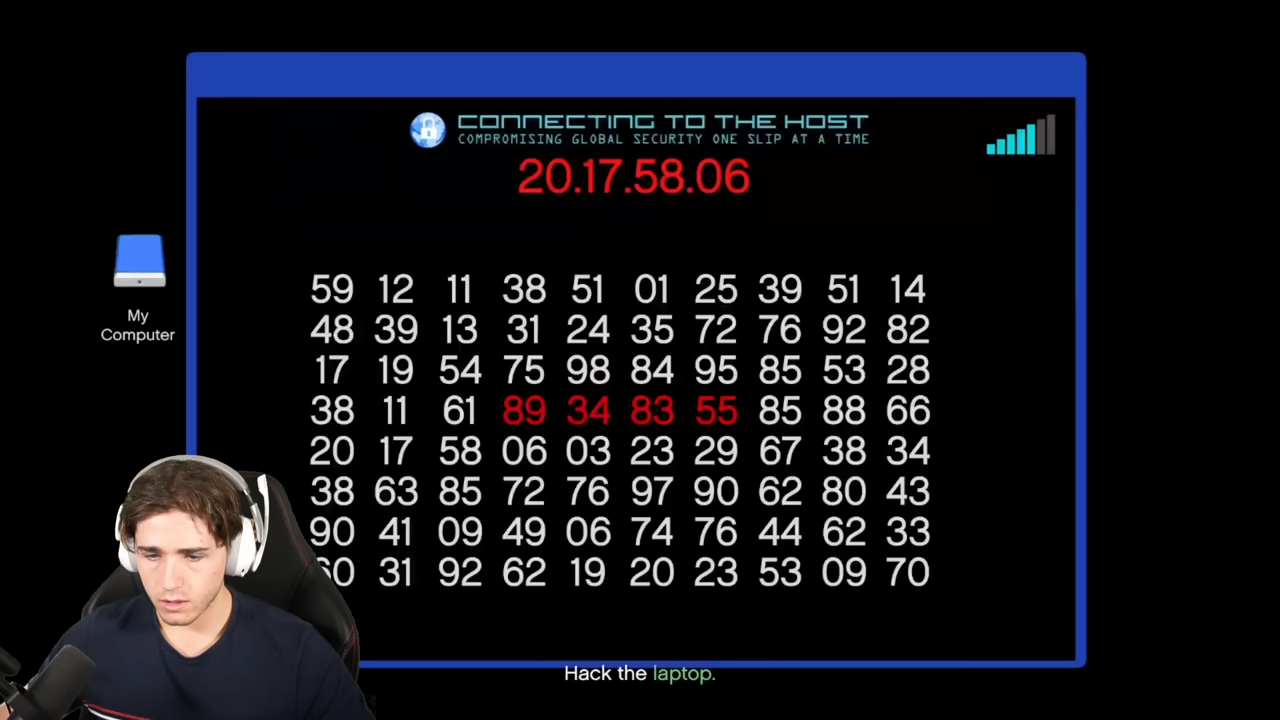 CONNECTING TO THE HOST
COMPROMISING GLOBAL SECURITY ONE SLIP AT A TIME
20.17.58.06
59 12 11 38 51 01 25 39 51 14
48 39 13 31 24 35 72 76 92 82
17 19 54 75 98 84 95 85 53 28
38 11 61 89 34 83 55 85 88 66
20 17 58 06 03 23 29 67 38 34
38 63 85 72 76 97 90 62 80 43
90 41 09 49 06 74 76 44 62 33
31 92 62 19 20 23 53 09 70
My
Computer
Hack the laptop.